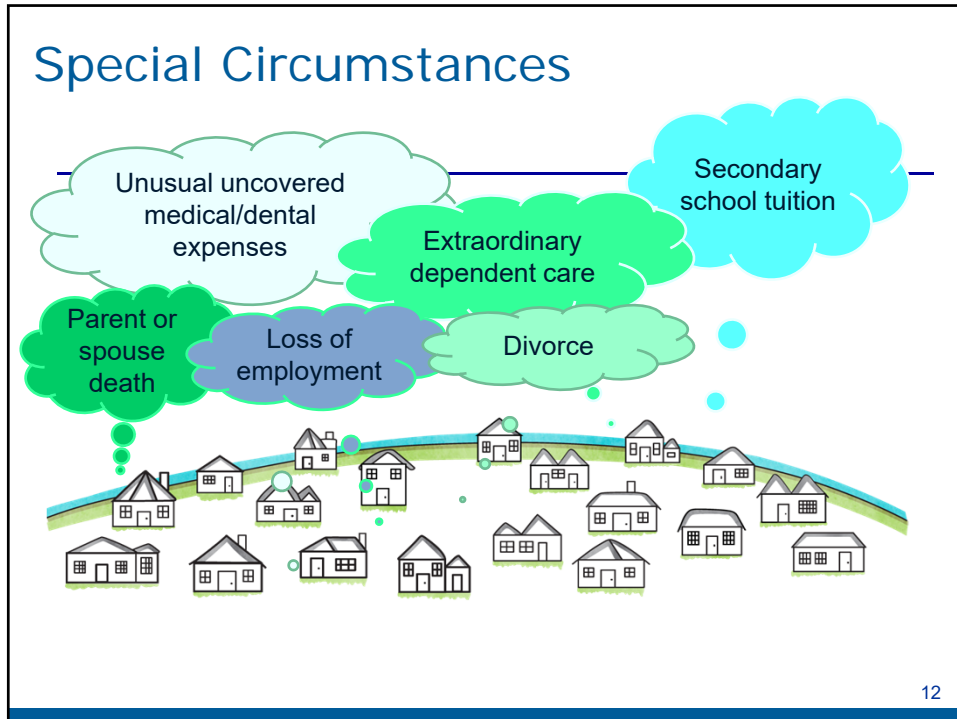 Special Circumstances
Unusual uncovered
medical/dental
expenses
Secondary
school tuition
Extraordinary
dependent care
Parent or
spouse
death
Loss of
employment
Divorce
12